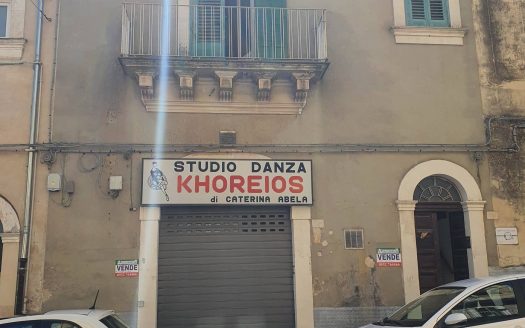 STUDIO DANZA
KHOREIOS
di CATERINA ABELA
VENDE
VENDE